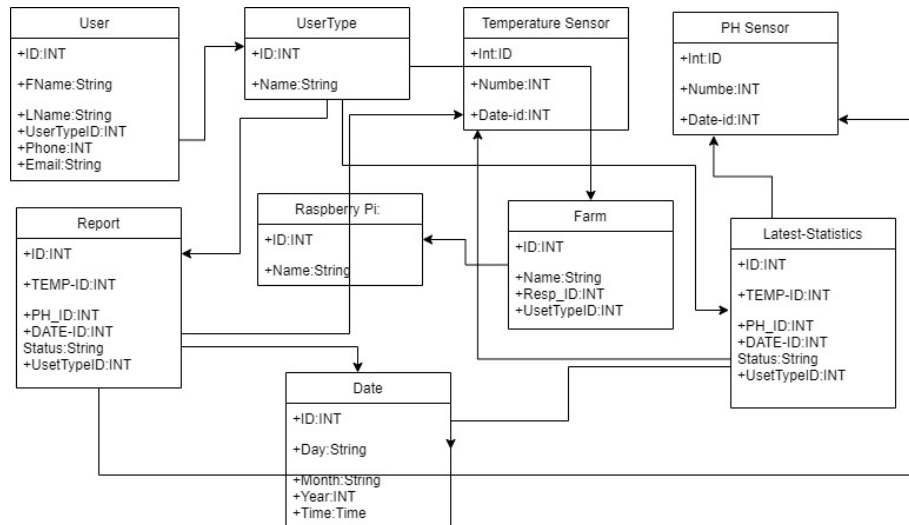 User
+ID:INT
+FName:String
+LName:String
+UserTypeID:INT
+Phone:INT
+Email:String
UserType
+ID:INT
+Name:String
Temperature Sensor
+Int:ID
+Numbe:INT
+Date-id:INT
PH Sensor
+Int:ID
+Numbe:INT
+Date-id:INT
Report
+ID:INT
+TEMP-ID:INT
+PH_ID:INT
+DATE-ID:INT
Status:String
+UsetTypeID:INT
Raspberry Pi:
+ID:INT
+Name:String
Farm
+ID:INT
+Name:String
+Resp_ID:INT
+UsetTypeID:INT
Latest-Statistics
+ID:INT
+TEMP-ID:INT
+PH_ID:INT
+DATE-ID:INT
Status:String
+UsetTypeID:INT
Date
+ID:INT
+Day:String
+Month:String
+Year:INT
+Time:Time